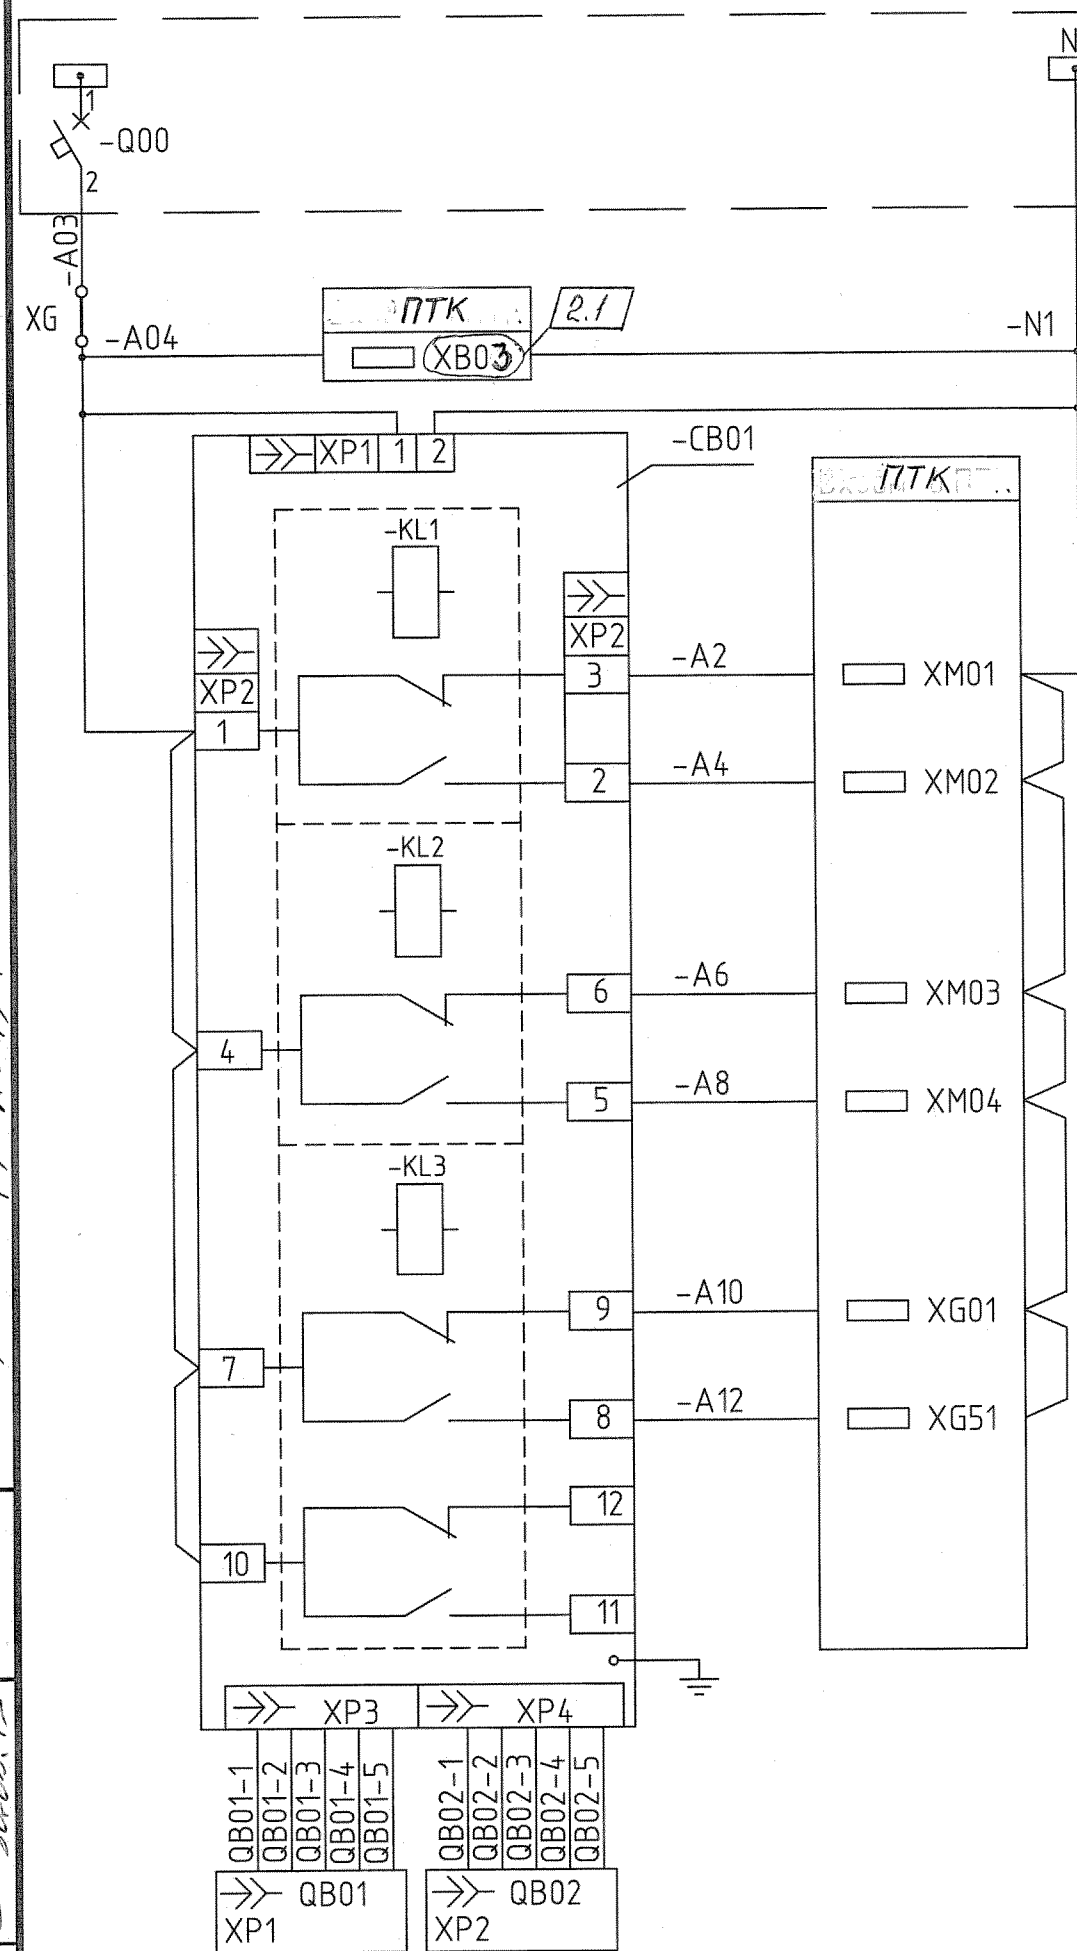 N
1
-Q00
2
-A03
XG
-A04
ПТК
XB03
2.1
-N1
XP1 1 2
-CB01
ПТК
-KL1
XP2
XP2
3
-A2
XM01
1
2
-A4
XM02
-KL2
6
-A6
XM03
4
5
-A8
XM04
-KL3
9
-A10
XG01
7
8
-A12
XG51
12
10
11
XP3
XP4
QB01-1
QB01-2
QB01-3
QB01-4
QB01-5
QB02-1
QB02-2
QB02-3
QB02-4
QB02-5
QB01
XP1
QB02
XP2